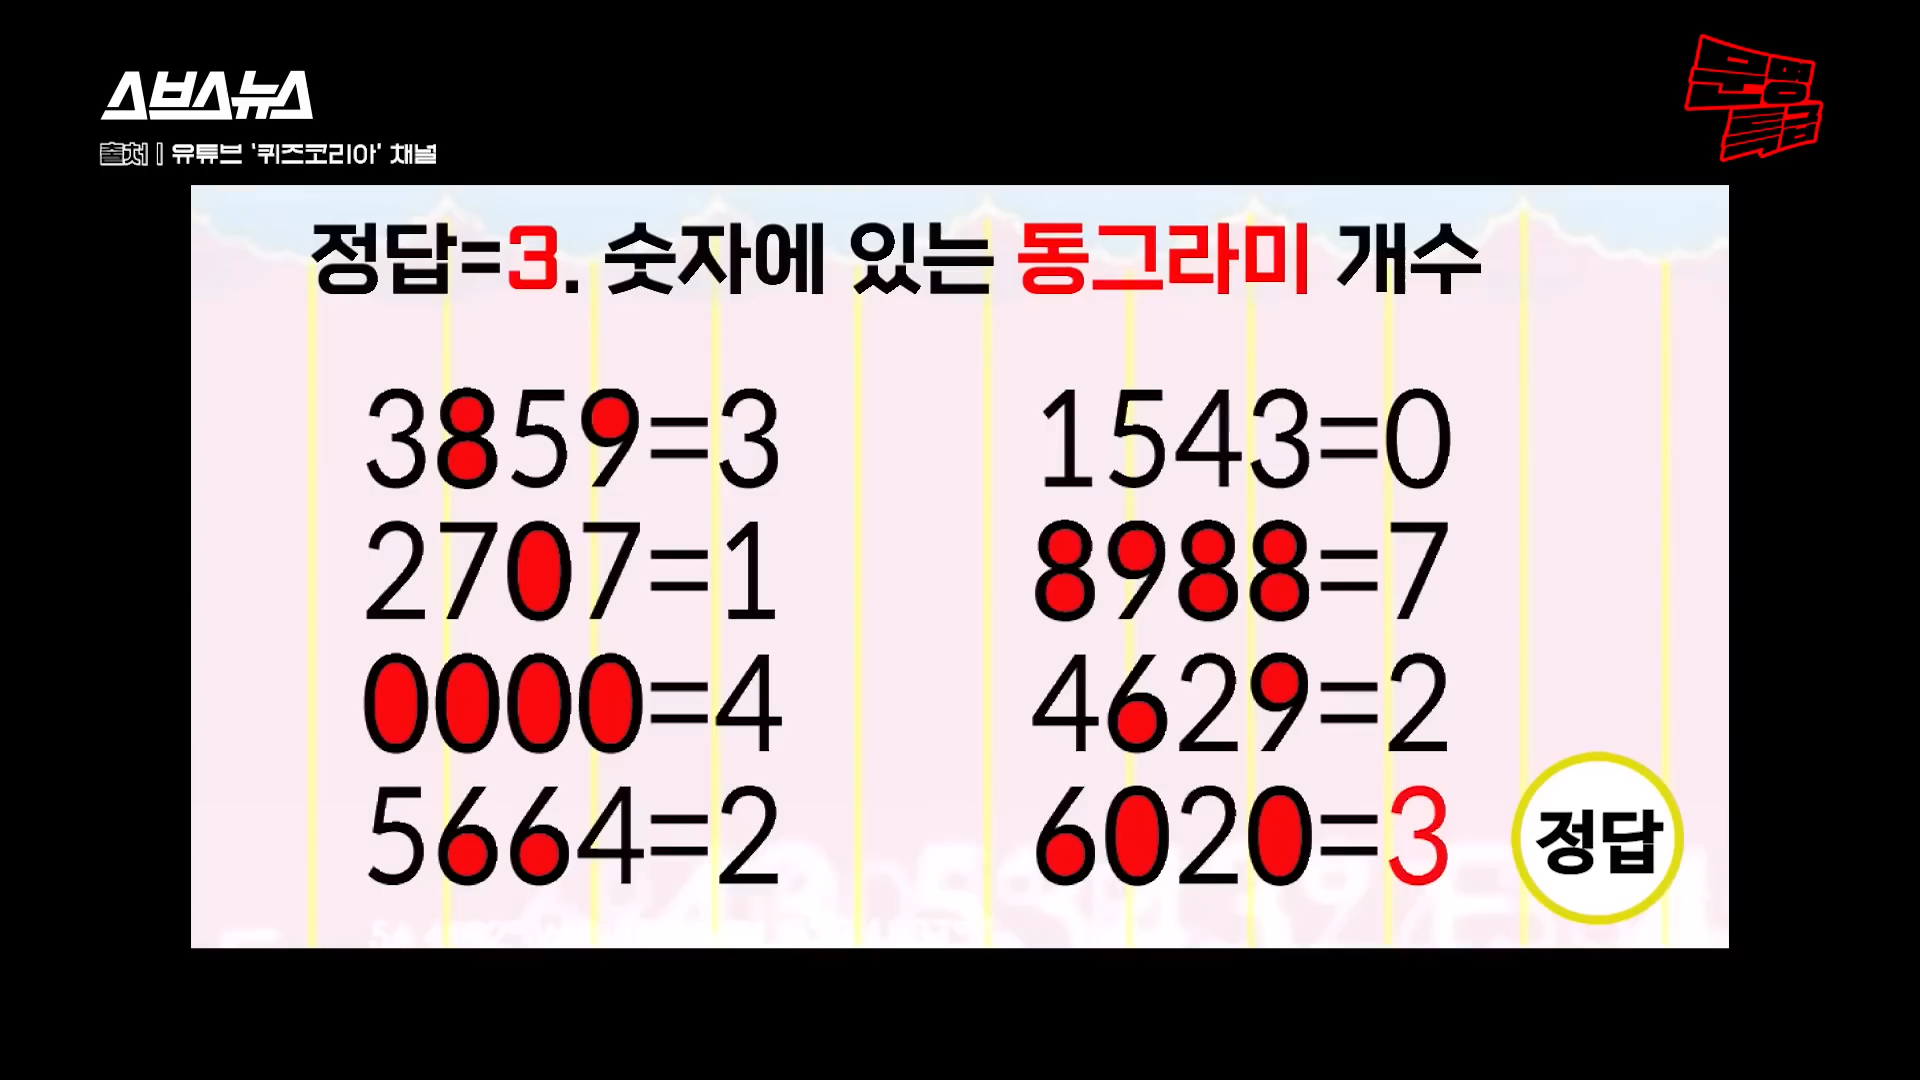 스브스뉴스
출처 | 유튜브 '퀴즈코리아' 채널
정답=3. 숫자에 있는 동그라미 개수
3859=3
1543=0
2707=1
8988=7
0000=4
4629=2
5664=2
6020=3
정답